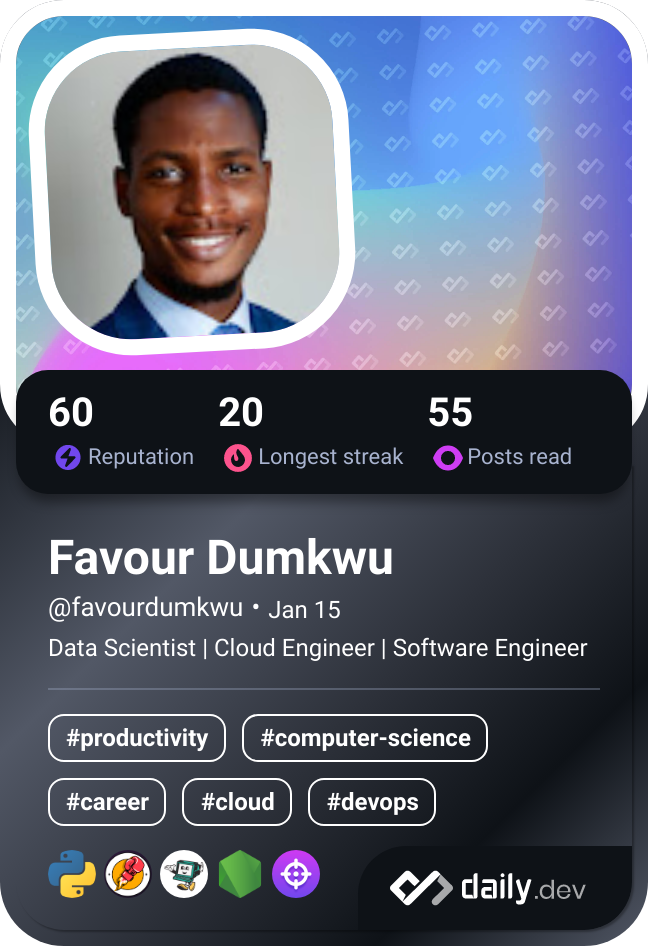 60 20 55
Reputation Longest streak Posts read
Favour Dumkwu
@favourdumkwu • Jan 15
Data Scientist | Cloud Engineer | Software Engineer
#productivity #computer-science
#career #cloud #devops
daily.dev